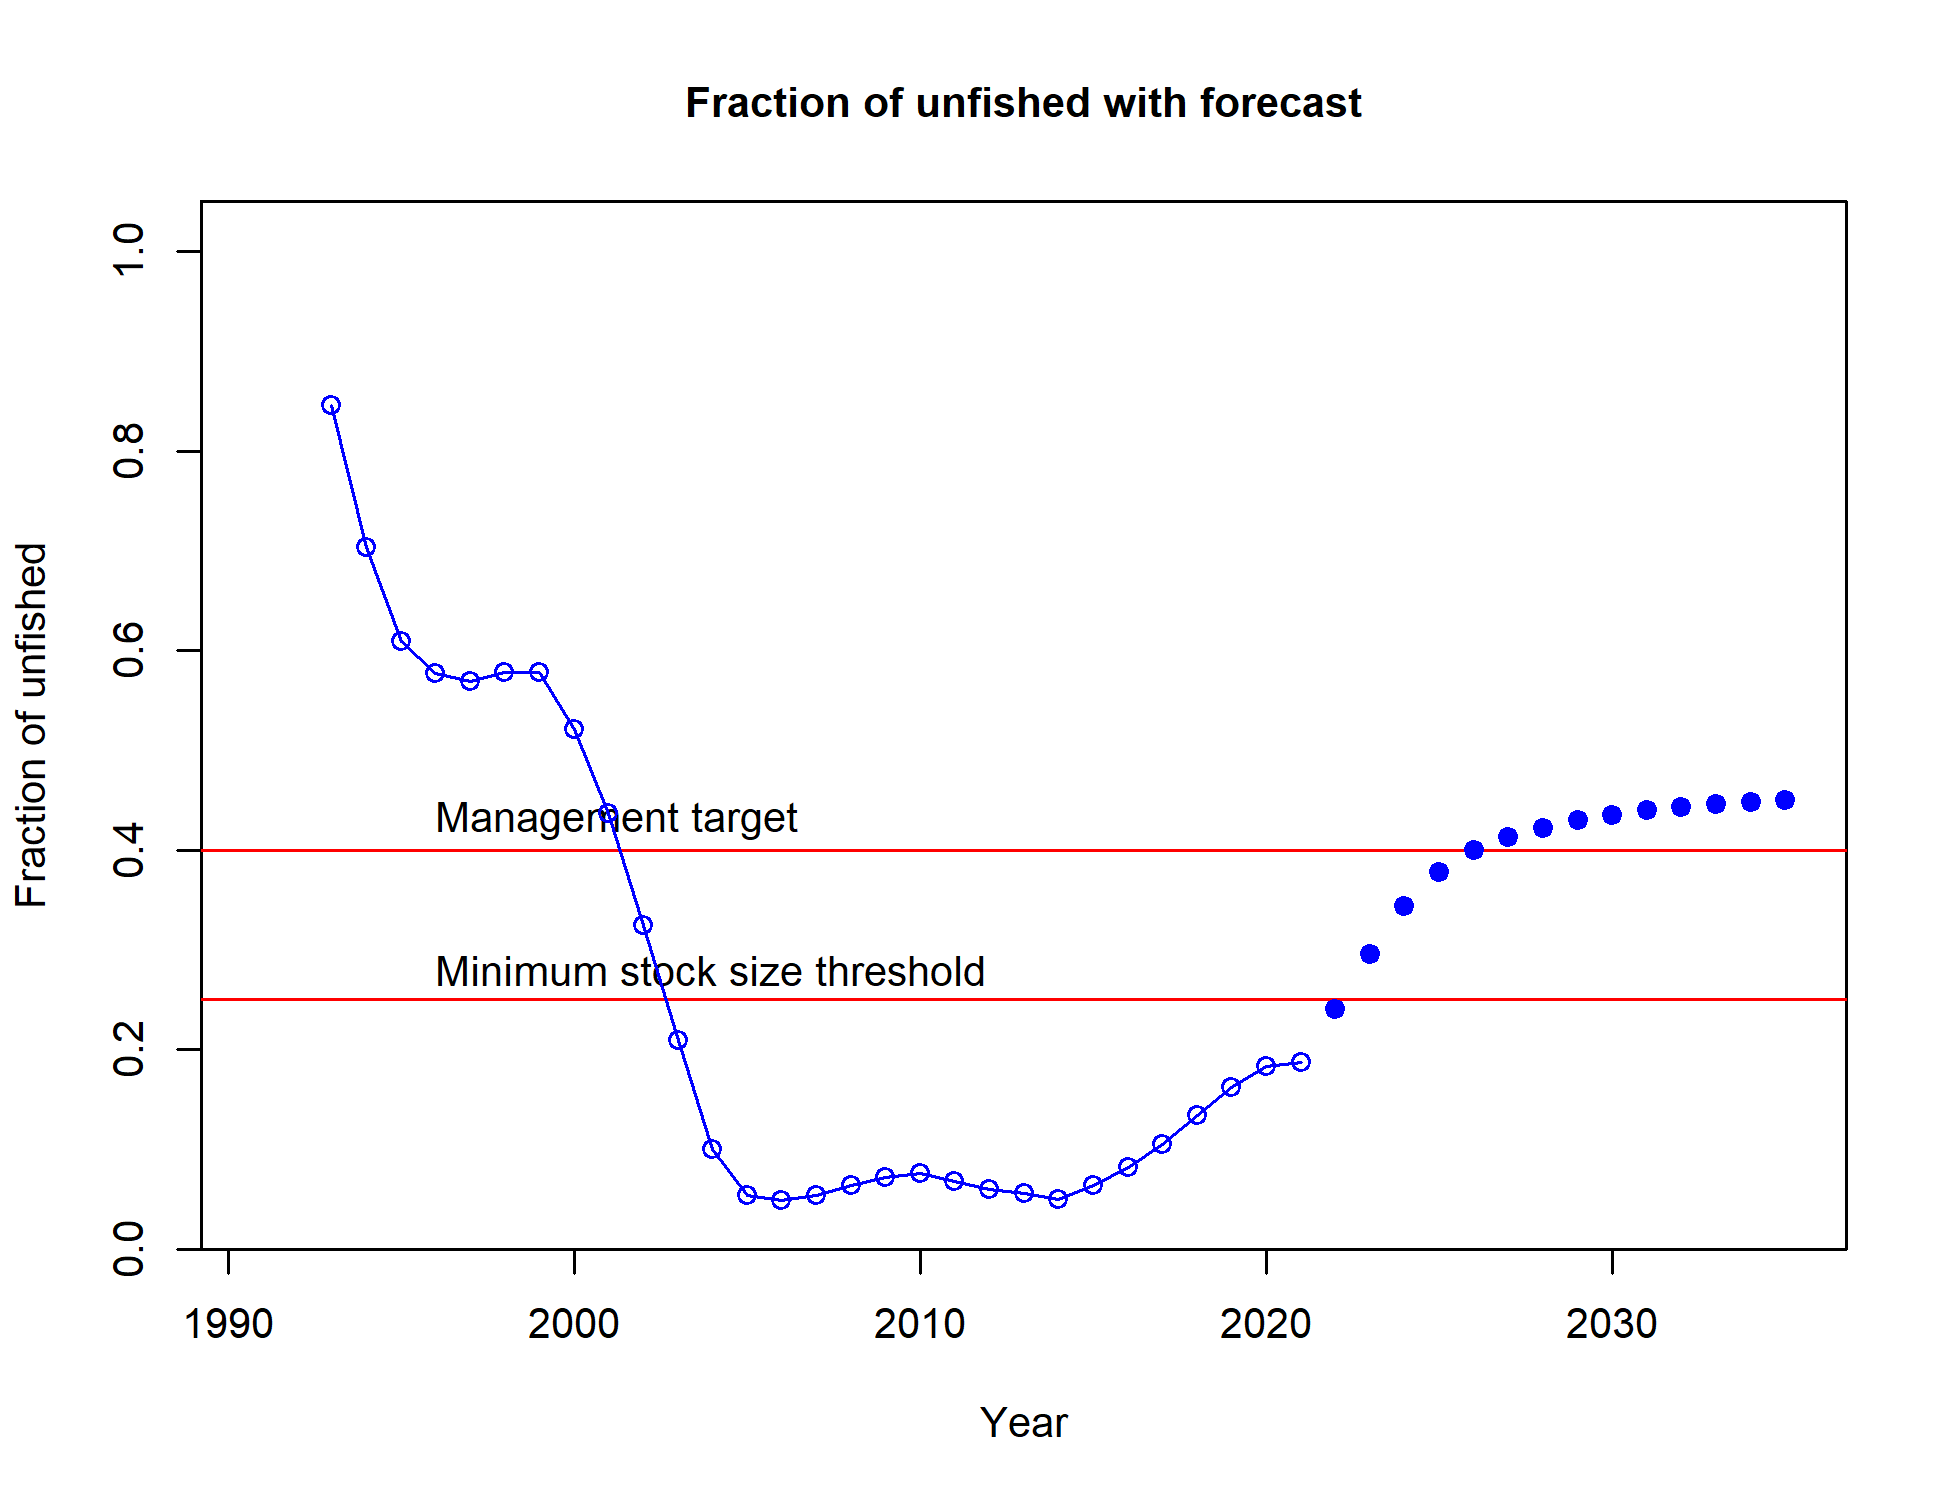 Fraction of unfished with forecast
Fraction of unfished
1.0
0.8
0.6
0.4
0.2
0.0
Management target
Minimum stock size threshold
1990 2000 2010 2020 2030
Year